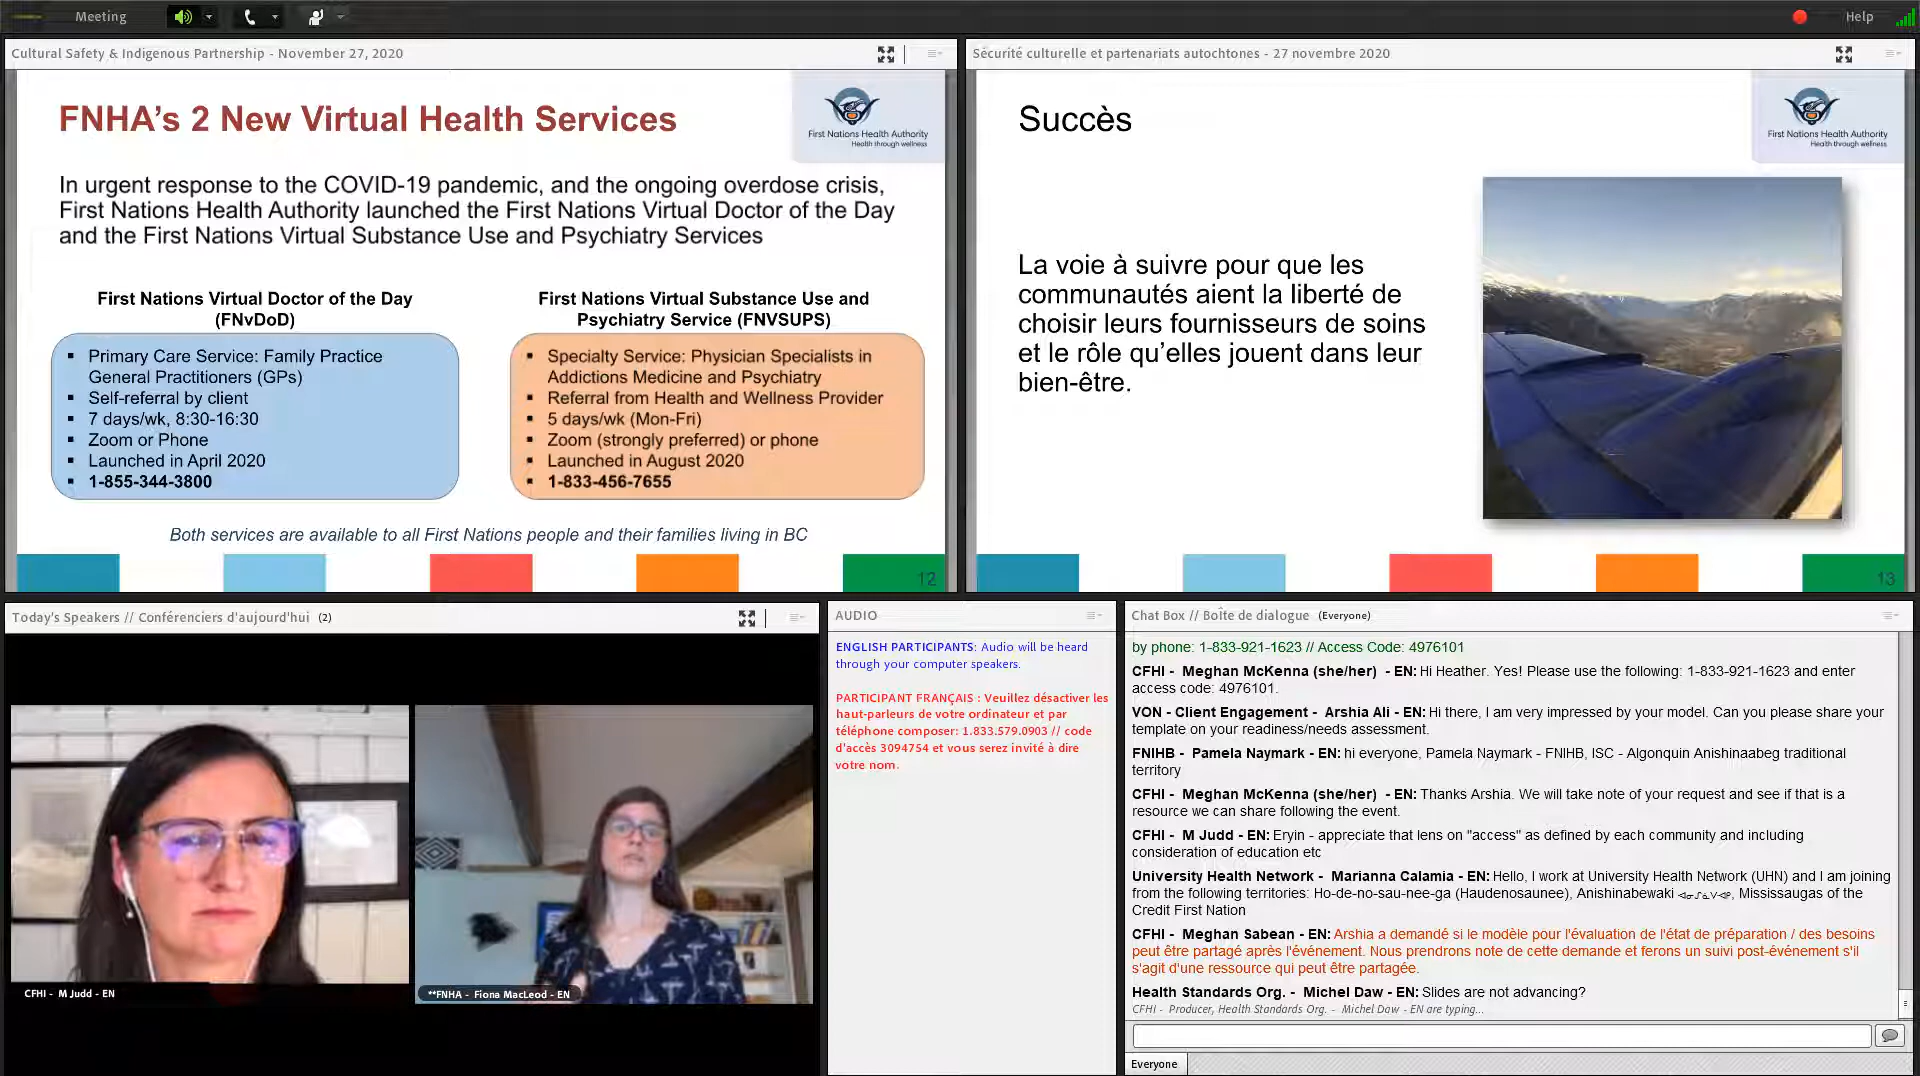 Meeting
Help
Cultural Safety & Indigenous Partnership - November 27, 2020
FNHA's 2 New Virtual Health Services
First Nations Health Authority
Health through wellness
In urgent response to the COVID-19 pandemic, and the ongoing overdose crisis,
First Nations Health Authority launched the First Nations Virtual Doctor of the Day
and the First Nations Virtual Substance Use and Psychiatry Services
First Nations Virtual Doctor of the Day
(FNvDoD)
▪ Primary Care Service: Family Practice
General Practitioners (GPs)
▪ Self-referral by client
▪ 7 days/wk, 8:30-16:30
▪ Zoom or Phone
▪ Launched in April 2020
▪ 1-855-344-3800
First Nations Virtual Substance Use and
Psychiatry Service (FNVSUPS)
▪ Specialty Service: Physician Specialists in
Addictions Medicine and Psychiatry
▪ Referral from Health and Wellness Provider
▪ 5 days/wk (Mon-Fri)
▪ Zoom (strongly preferred) or phone
▪ Launched in August 2020
▪ 1-833-456-7655
Both services are available to all First Nations people and their families living in BC
12
Sécurité culturelle et partenariats autochtones - 27 novembre 2020
Succès
First Nations Health Authority
Health through wellness
La voie à suivre pour que les
communautés aient la liberté de
choisir leurs fournisseurs de soins
et le rôle qu'elles jouent dans leur
bien-être.
13
Today's Speakers // Conférenciers d'aujourd'hui (2)
CFHI - M Judd - EN
**FNHA - Fiona MacLeod - EN
AUDIO
ENGLISH PARTICIPANTS: Audio will be heard
through your computer speakers.
PARTICIPANT FRANÇAIS : Veuillez désactiver les
haut-parleurs de votre ordinateur et par
téléphone composer: 1.833.579.0903 // code
d'accès 3094754 et vous serez invité à dire
votre nom.
Chat Box // Boîte de dialogue (Everyone)
by phone: 1-833-921-1623 // Access Code: 4976101
CFHI - Meghan McKenna (she/her) - EN: Hi Heather. Yes! Please use the following: 1-833-921-1623 and enter
access code: 4976101.
VON - Client Engagement - Arshia Ali - EN: Hi there, I am very impressed by your model. Can you please share your
template on your readiness/needs assessment.
FNIHB - Pamela Naymark - EN: hi everyone, Pamela Naymark - FNIHB, ISC - Algonquin Anishinaabeg traditional
territory
CFHI - Meghan McKenna (she/her) - EN: Thanks Arshia. We will take note of your request and see if that is a
resource we can share following the event.
CFHI - M Judd - EN: Eryin - appreciate that lens on "access" as defined by each community and including
consideration of education etc
University Health Network - Marianna Calamia - EN: Hello, I work at University Health Network (UHN) and I am joining
from the following territories: Ho-de-no-sau-nee-ga (Haudenosaunee), Anishinabewaki , Mississaugas of the
Credit First Nation
CFHI - Meghan Sabean - EN: Arshia a demandé si le modèle pour l'évaluation de l'état de préparation / des besoins
peut être partagé après l'événement. Nous prendrons note de cette demande et ferons un suivi post-événement s'il
s'agit d'une ressource qui peut être partagée.
Health Standards Org. - Michel Daw - EN: Slides are not advancing?
CFHI - Producer, Health Standards Org. - Michel Daw - EN are typing...
Everyone